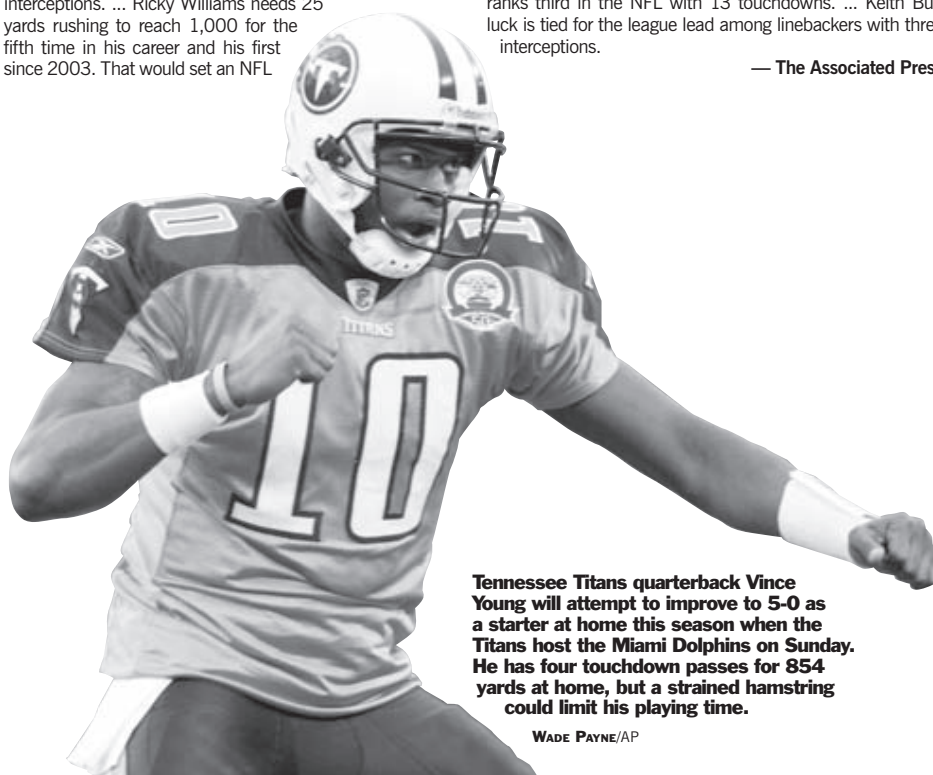 interceptions. ... Ricky Williams needs 25
yards rushing to reach 1,000 for the
fifth time in his career and his first
since 2003. That would set an NFL
ranks third in the NFL with 13 touchdowns. ... Keith Bu
luck is tied for the league lead among linebackers with thre
interceptions.
— The Associated Pres
10
TITANS
10
Tennessee Titans quarterback Vince
Young will attempt to improve to 5-0 as
a starter at home this season when the
Titans host the Miami Dolphins on Sunday.
He has four touchdown passes for 854
yards at home, but a strained hamstring
could limit his playing time.
WADE PAYNE/AP